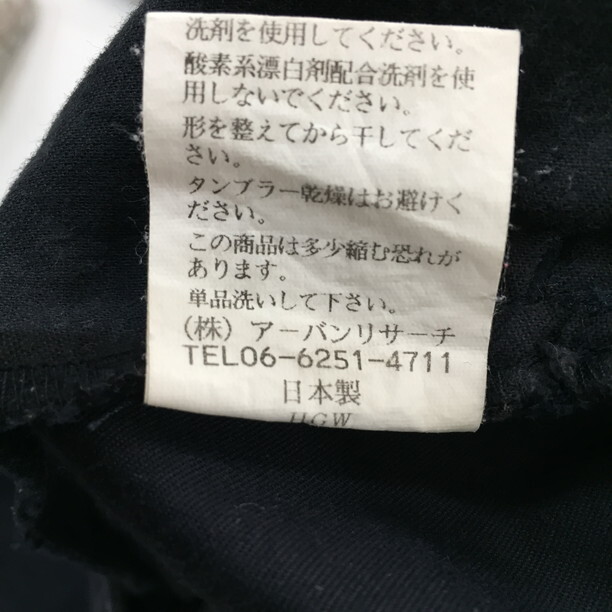 洗剤を使用してください。
酸素系漂白剤配合洗剤を使
用しないでください。
形を整えてから干してくだ
さい。
タンブラー乾燥はお避けく
ださい。
この商品は多少縮む恐れが
あります。
単品洗いして下さい。
(株) アーバンリサーチ
TEL06-6251-4711
日本製
HGW